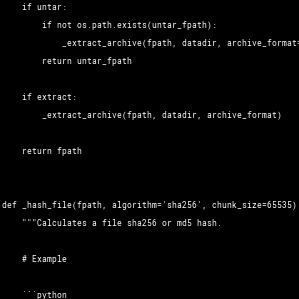 if untar:
if not os.path.exists(untar_fpath):
_extract_archive(fpath, datadir, archive_format=
return untar_fpath
if extract:
_extract_archive(fpath, datadir, archive_format)
return fpath
def _hash_file(fpath, algorithm='sha256', chunk_size=65535)
"""Calculates a file sha256 or md5 hash.
# Example
```python